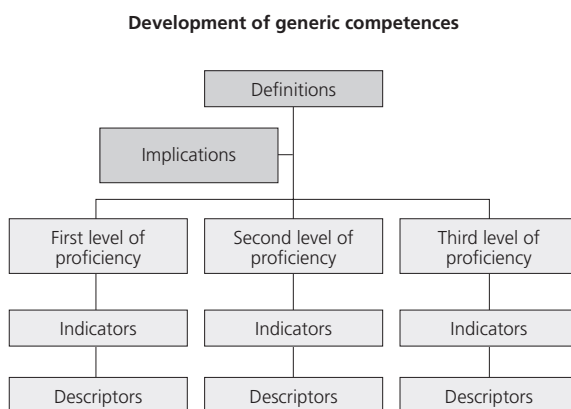 Development of generic competences
Definitions
Implications
First level of
proficiency
Second level of
proficiency
Third level of
proficiency
Indicators
Indicators
Indicators
Descriptors
Descriptors
Descriptors